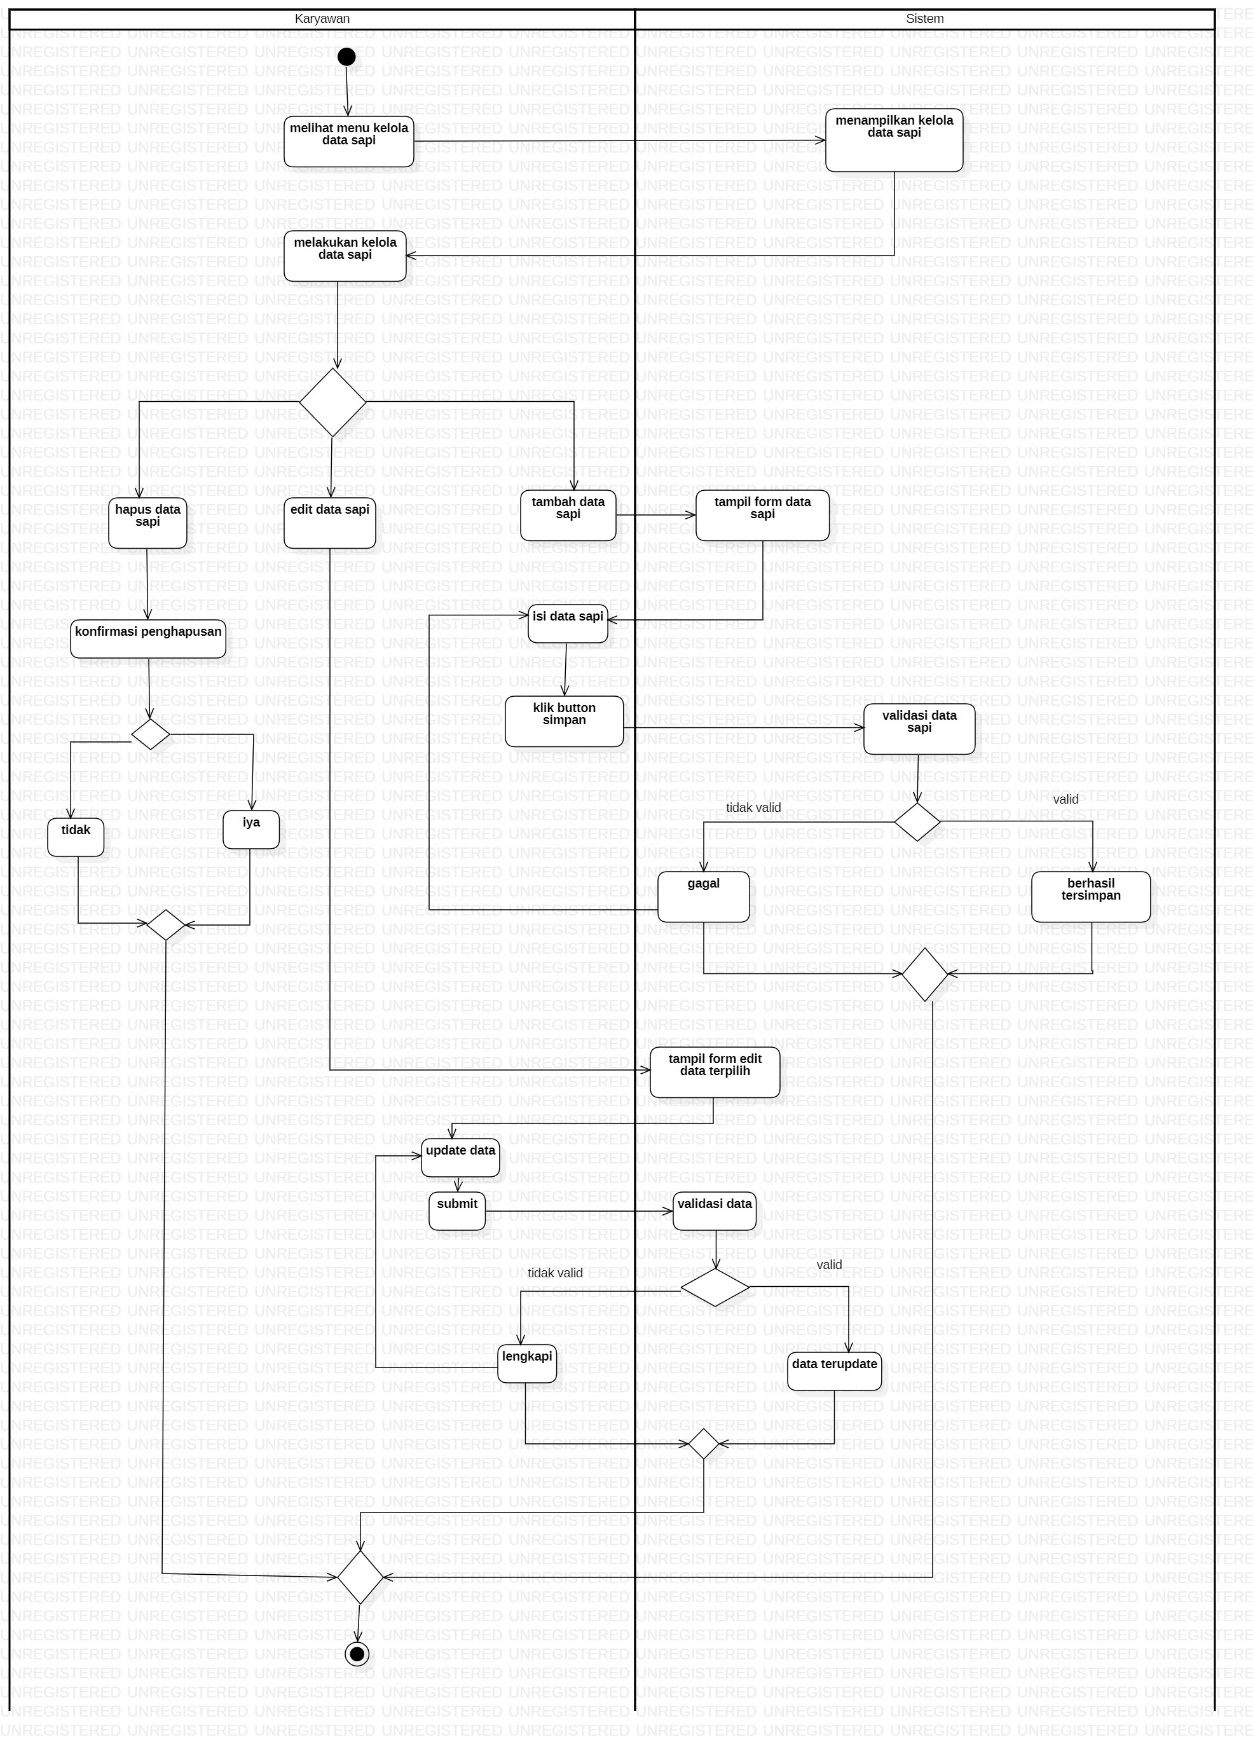 Karyawan
Sistem
melihat menu kelola
data sapi
menampilkan kelola
data sapi
melakukan kelola
data sapi
hapus data
sapi
edit data sapi
tambah data
sapi
tampil form data
sapi
isi data sapi
konfirmasi penghapusan
klik button
simpan
validasi data
sapi
tidak valid
valid
tidak
iya
gagal
berhasil
tersimpan
tampil form edit
data terpilih
update data
submit
validasi data
tidak valid
valid
lengkapi
data terupdate
UNREGISTERED